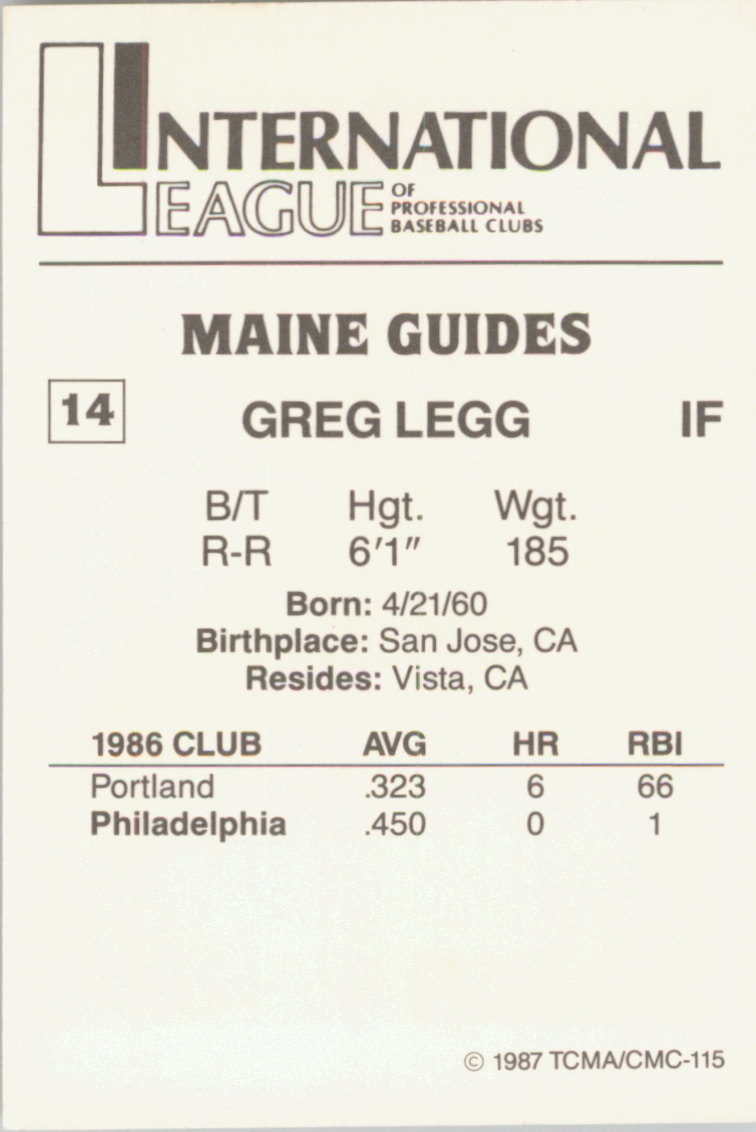 INTERNATIONAL
LEAGUE OF
PROFESSIONAL
BASEBALL CLUBS
MAINE GUIDES
14 GREG LEGG IF
B/T Hgt. Wgt.
R-R 6'1" 185
Born: 4/21/60
Birthplace: San Jose, CA
Resides: Vista, CA
1986 CLUB AVG HR RBI
Portland .323 6 66
Philadelphia .450 0 1
© 1987 TCMA/CMC-115